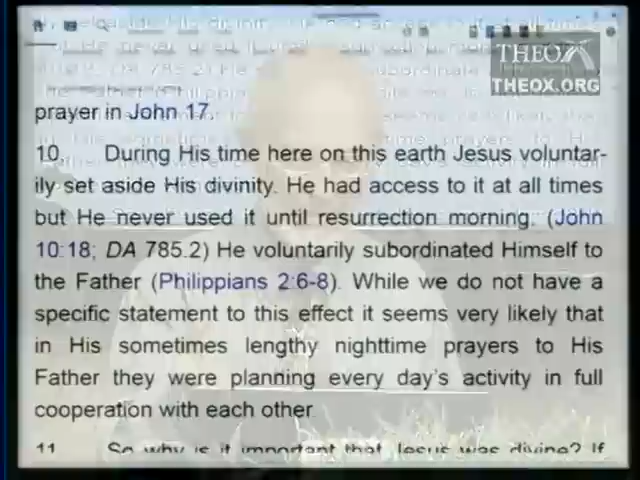 THEOX
THEOX.ORG
prayer in John 17
10 During His time here on this earth Jesus voluntar-
ily set aside His divinity. He had access to it at all times
but He never used it until resurrection morning. (John
10:18; DA 785.2) He voluntarily subordinated Himself to
the Father (Philippians 2:6-8). While we do not have a
specific statement to this effect it seems very likely that
in His sometimes lengthy nighttime prayers to His
Father they were planning every day's activity in full
cooperation with each other.
11 So why is it important that Jesus was divine? If